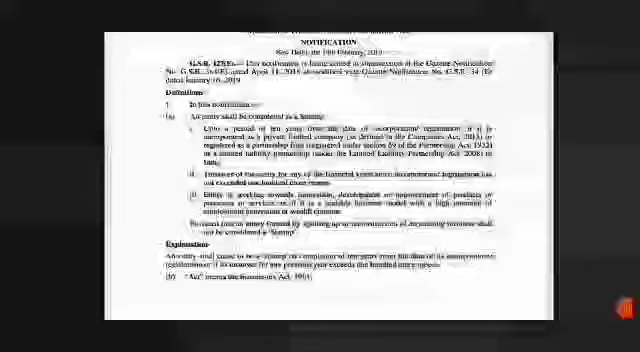 NOTIFICATION
New Delhi, the 19th February, 2019
G.S.R. 127(E).— This notification is being issued in supersession of the Gazette Notification
No. G.S.R. 364(E) dated April 11, 2018 as modified vide Gazette Notification No. G.S.R. 34 (E)
dated January 16, 2019.
Definitions
1. In this notification,—
(a) An entity shall be considered as a Startup:
i. Upto a period of ten years from the date of incorporation/ registration, if it is
incorporated as a private limited company (as defined in the Companies Act, 2013) or
registered as a partnership firm (registered under section 59 of the Partnership Act, 1932)
or a limited liability partnership (under the Limited Liability Partnership Act, 2008) in
India.
ii. Turnover of the entity for any of the financial years since incorporation/ registration has
not exceeded one hundred crore rupees.
iii. Entity is working towards innovation, development or improvement of products or
processes or services, or if it is a scalable business model with a high potential of
employment generation or wealth creation.
Provided that an entity formed by splitting up or reconstruction of an existing business shall
not be considered a 'Startup'.
Explanation-
An entity shall cease to be a Startup on completion of ten years from the date of its incorporation/
registration or if its turnover for any previous year exceeds one hundred crore rupees.
(b) "Act" means the Income-tax Act, 1961;